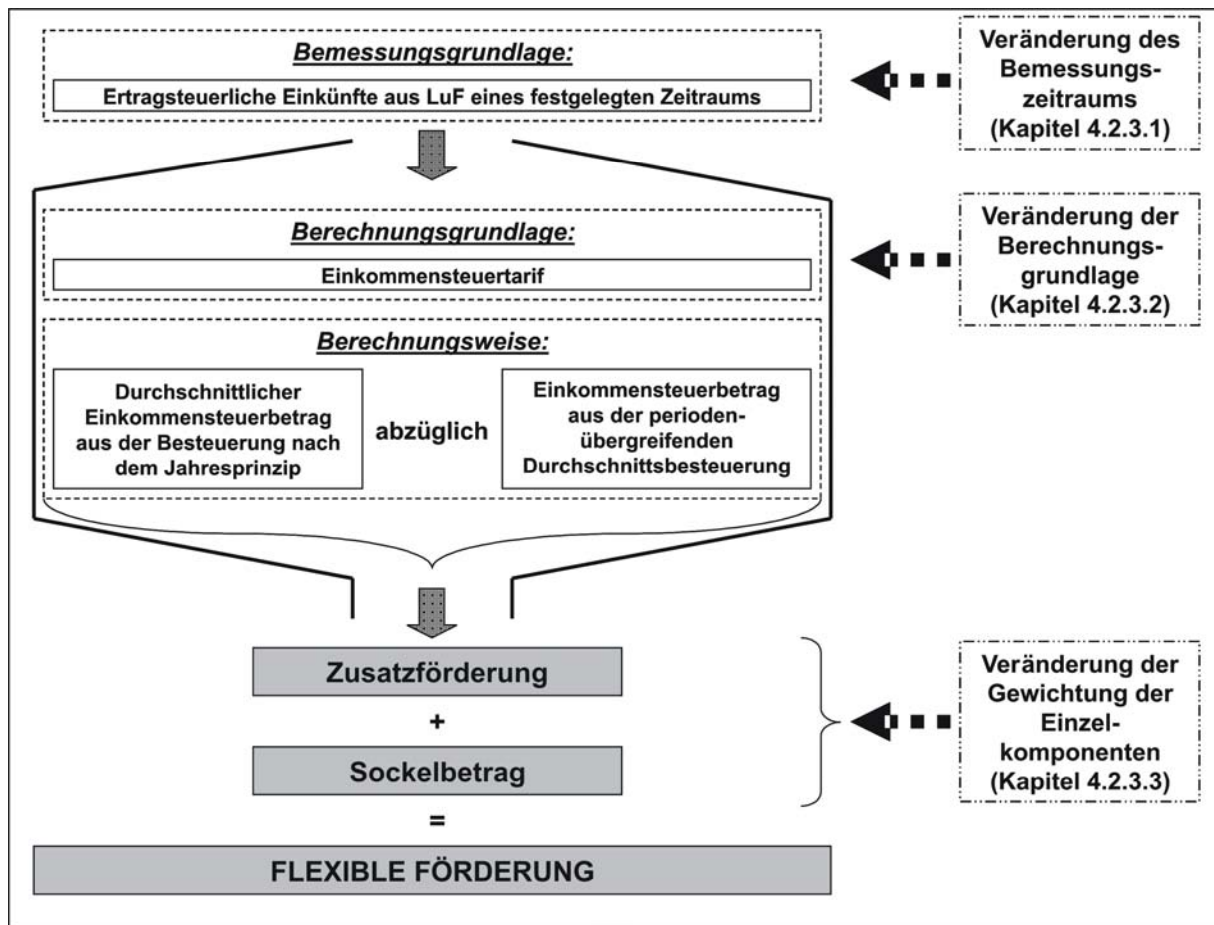 Bemessungsgrundlage:
Ertragsteuerliche Einkünfte aus LuF eines festgelegten Zeitraums
Veränderung des
Bemessungs-
zeitraums
(Kapitel 4.2.3.1)
Berechnungsgrundlage:
Einkommensteuertarif
Veränderung der
Berechnungs-
grundlage
(Kapitel 4.2.3.2)
Berechnungsweise:
Durchschnittlicher
Einkommensteuerbetrag
aus der Besteuerung nach
dem Jahresprinzip
abzüglich
Einkommensteuerbetrag
aus der perioden-
übergreifenden
Durchschnittsbesteuerung
Zusatzförderung
+
Sockelbetrag
=
FLEXIBLE FÖRDERUNG
Veränderung der
Gewichtung der
Einzel-
komponenten
(Kapitel 4.2.3.3)